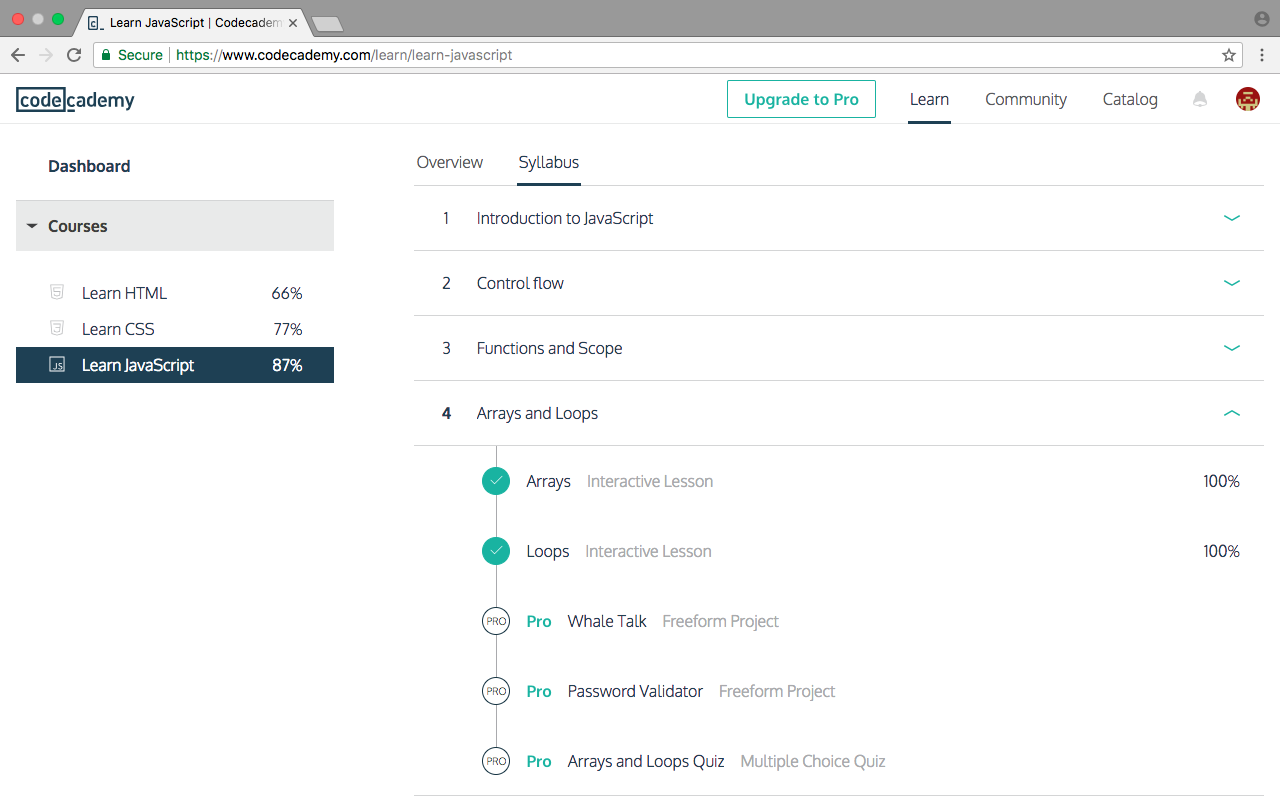 Learn JavaScript | Codecadem
Secure https://www.codecademy.com/learn/learn-javascript
codecademy Upgrade to Pro Learn Community Catalog
Dashboard
Courses
Learn HTML 66%
Learn CSS 77%
JS Learn JavaScript 87%
Overview Syllabus
1 Introduction to JavaScript
2 Control flow
3 Functions and Scope
4 Arrays and Loops
Arrays Interactive Lesson 100%
Loops Interactive Lesson 100%
PRO Pro Whale Talk Freeform Project
PRO Pro Password Validator Freeform Project
PRO Pro Arrays and Loops Quiz Multiple Choice Quiz